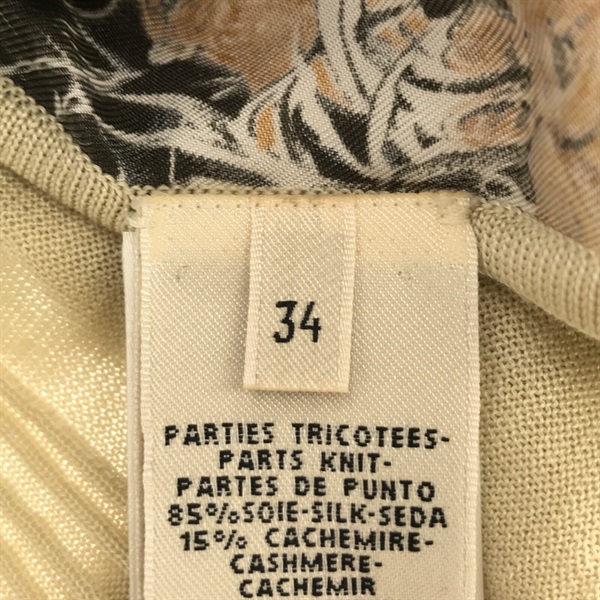 34
PARTIES TRICOTEES-
PARTS KNIT-
PARTES DE PUNTO
85%SOIE-SILK-SEDA
15% CACHEMIRE-
CASHMERE-
CACHEMIR